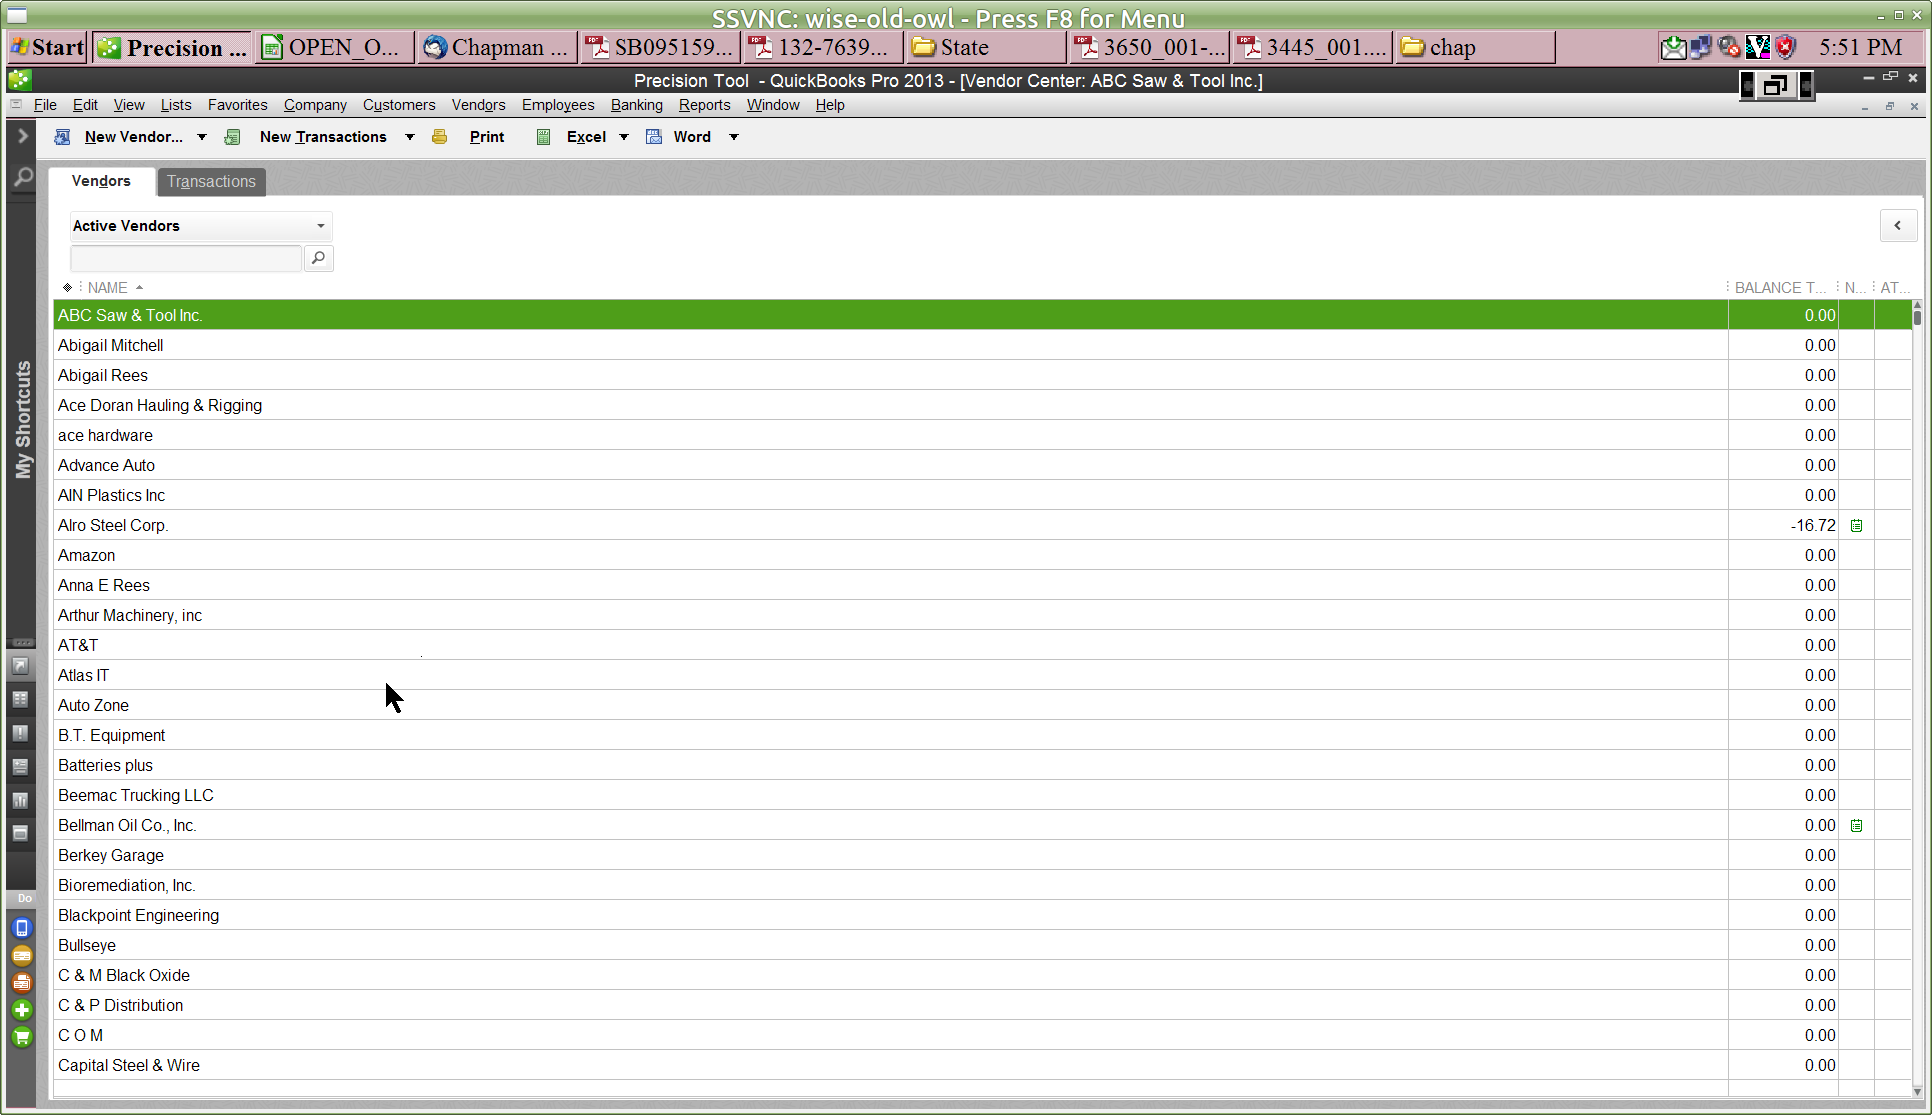 SSVNC: wise-old-owl - Press F8 for Menu
Start Precision ... OPEN_O... Chapman ... SB095159... 132-7639... State 3650_001-... 3445_001.... chap 5:51 PM
Precision Tool - QuickBooks Pro 2013 - [Vendor Center: ABC Saw & Tool Inc.]
File Edit View Lists Favorites Company Customers Vendors Employees Banking Reports Window Help
New Vendor... New Transactions Print Excel Word
Vendors Transactions
Active Vendors
NAME BALANCE T... N... AT...
ABC Saw & Tool Inc. 0.00
Abigail Mitchell 0.00
Abigail Rees 0.00
Ace Doran Hauling & Rigging 0.00
ace hardware 0.00
Advance Auto 0.00
AIN Plastics Inc 0.00
Alro Steel Corp. -16.72
Amazon 0.00
Anna E Rees 0.00
Arthur Machinery, inc 0.00
AT&T 0.00
Atlas IT 0.00
Auto Zone 0.00
B.T. Equipment 0.00
Batteries plus 0.00
Beemac Trucking LLC 0.00
Bellman Oil Co., Inc. 0.00
Berkey Garage 0.00
Bioremediation, Inc. 0.00
Blackpoint Engineering 0.00
Bullseye 0.00
C & M Black Oxide 0.00
C & P Distribution 0.00
C O M 0.00
Capital Steel & Wire 0.00
My Shortcuts
Do